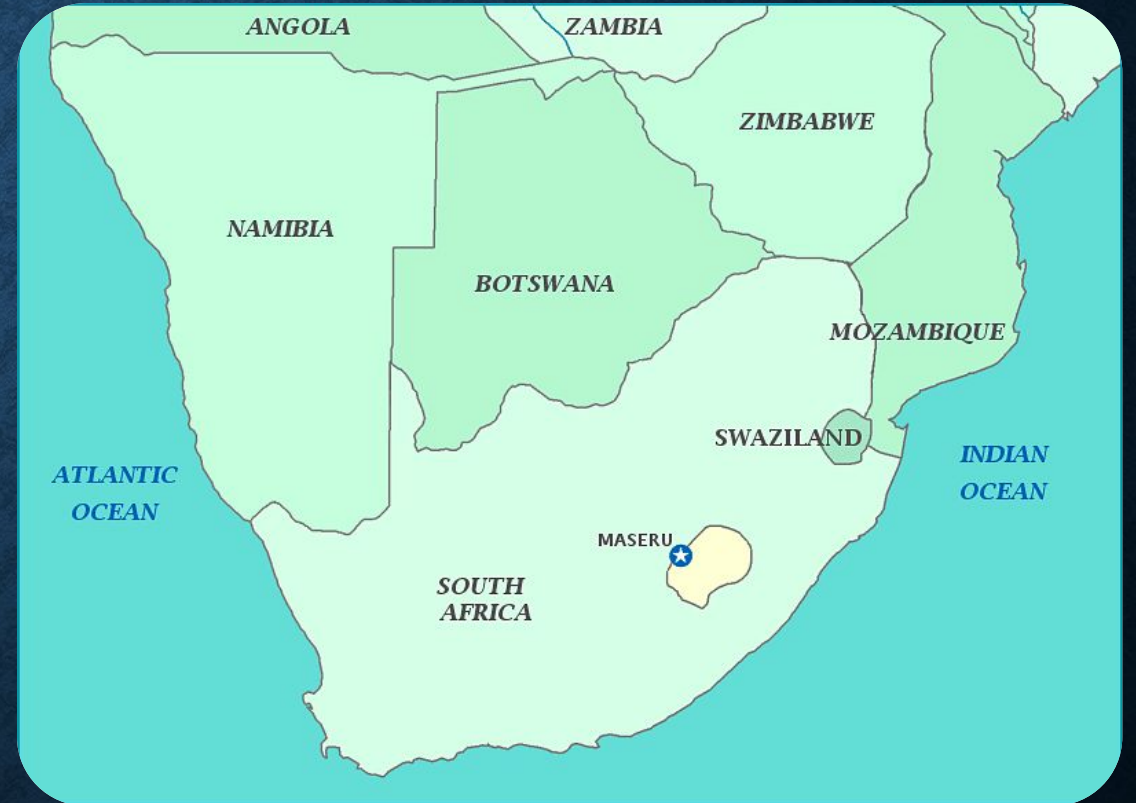 ANGOLA
ZAMBIA
ZIMBABWE
NAMIBIA
BOTSWANA
MOZAMBIQUE
SWAZILAND
ATLANTIC
OCEAN
INDIAN
OCEAN
MASERU
SOUTH
AFRICA